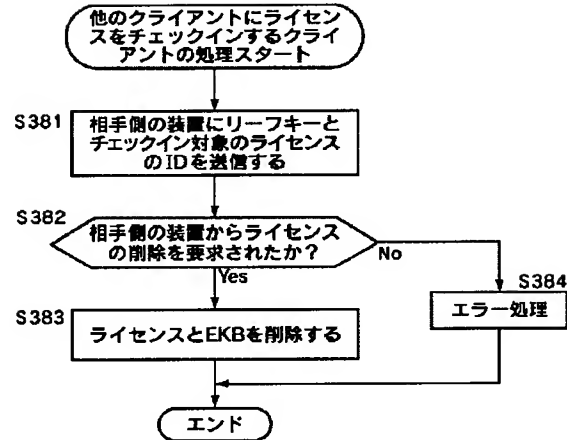 他のクライアントにライセン
スをチェックインするクライ
アントの処理スタート
S381
相手側の装置にリーフキーと
チェックイン対象のライセンス
のIDを送信する
S382
相手側の装置からライセンス
の削除を要求されたか？
No
Yes
S384
エラー処理
S383
ライセンスとEKBを削除する
エンド